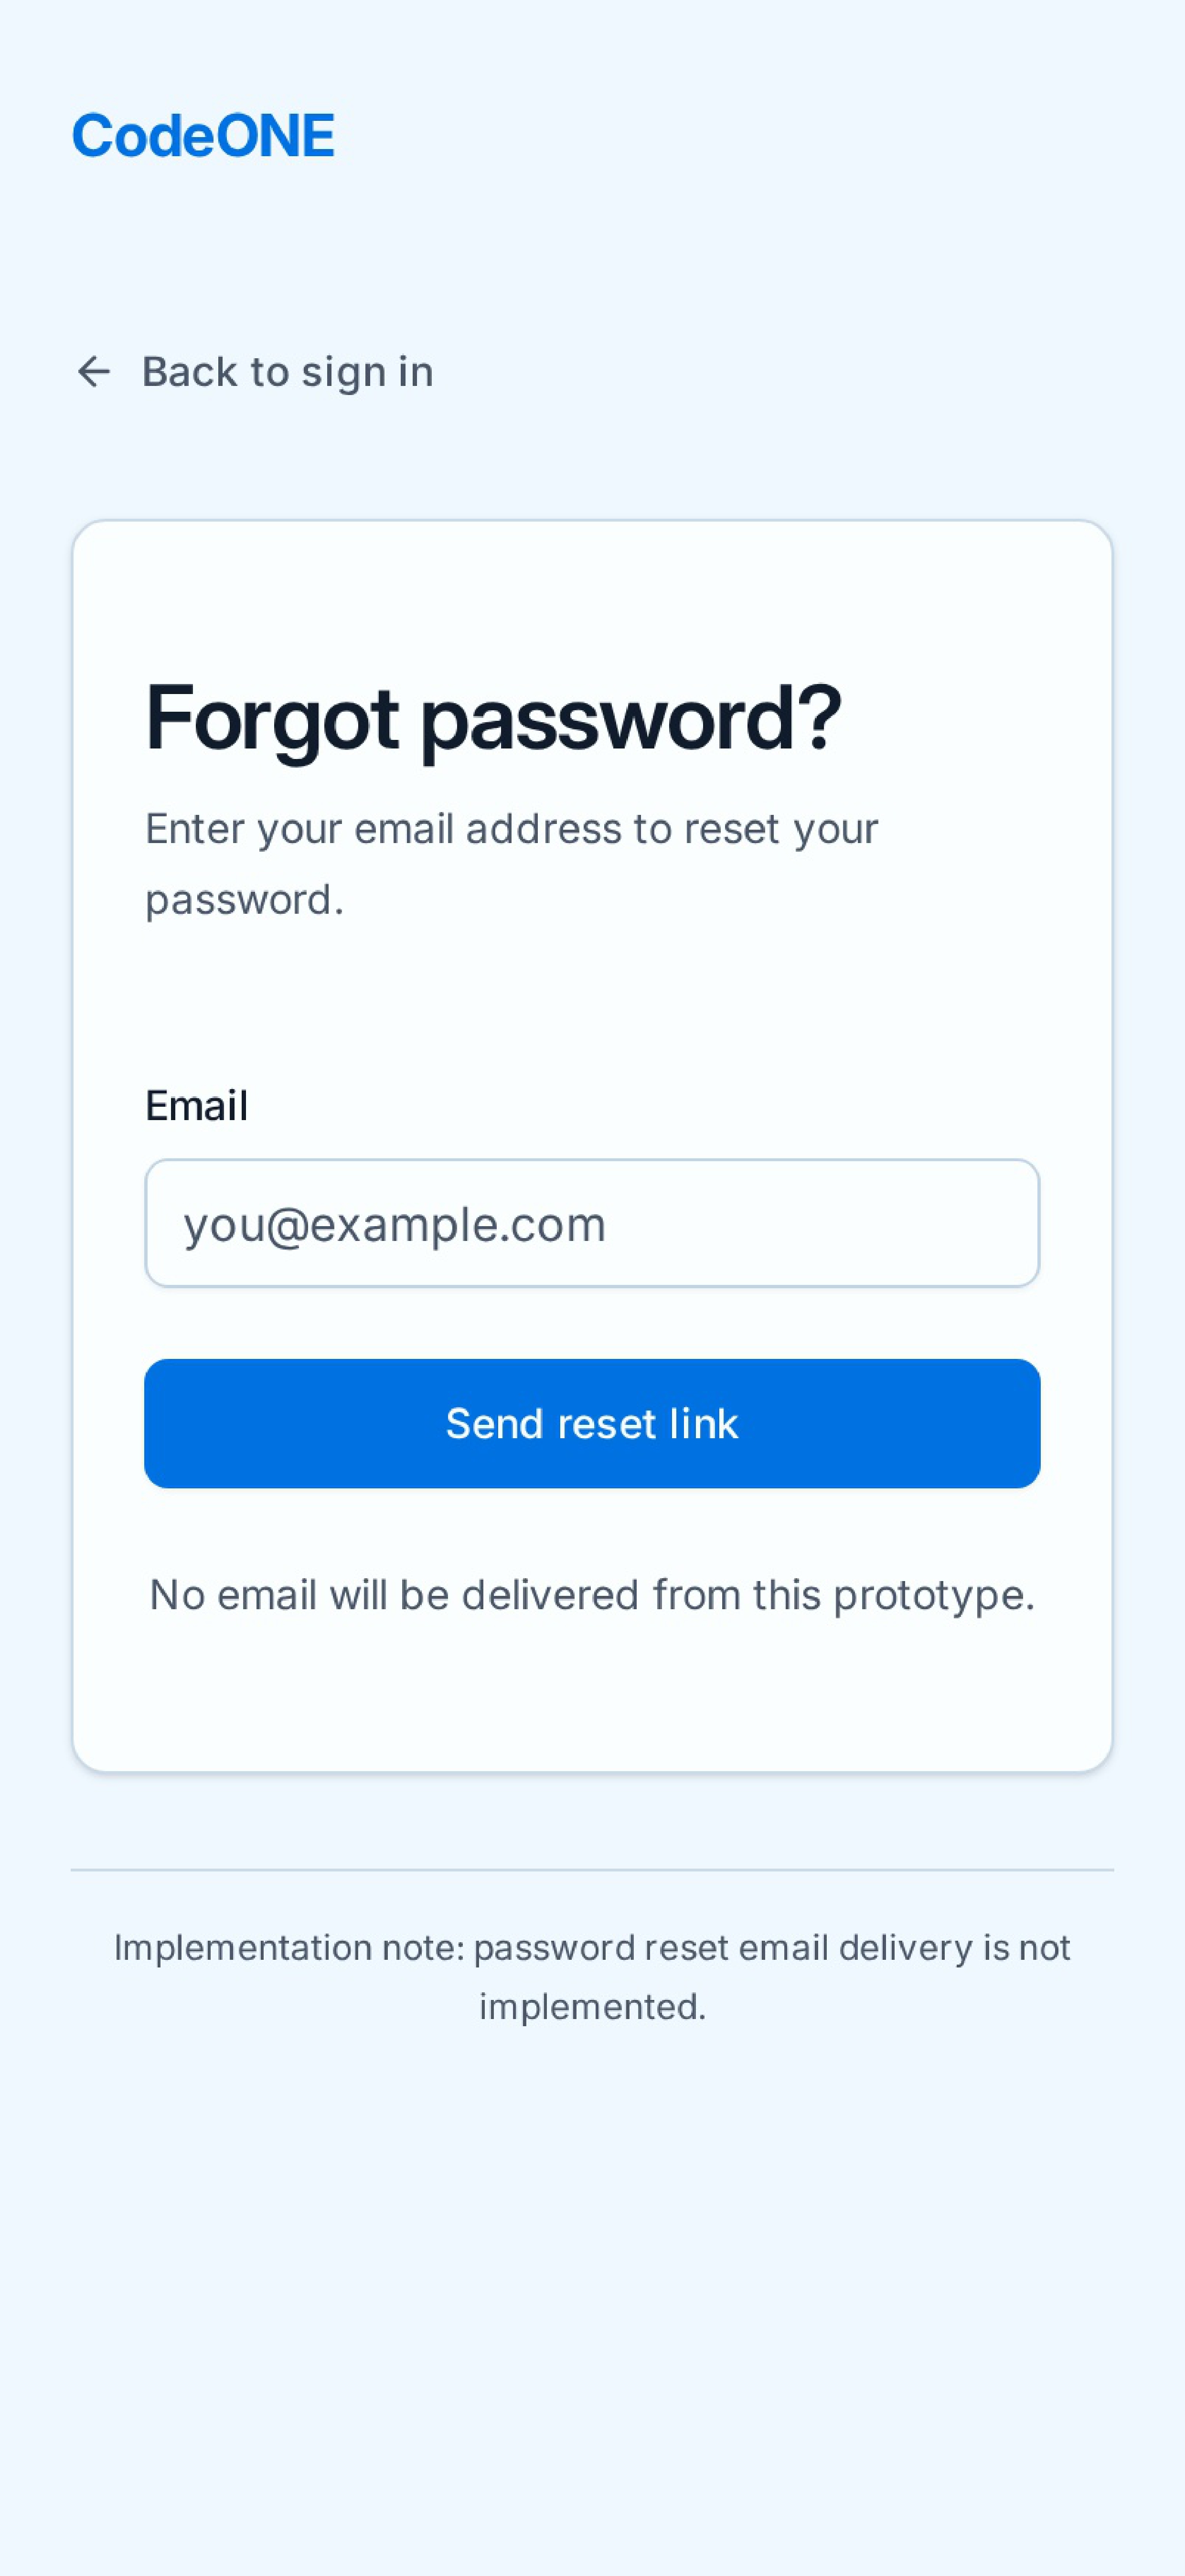 CodeONE
Back to sign in
Forgot password?
Enter your email address to reset your
password.
Email
you@example.com
Send reset link
No email will be delivered from this prototype.
Implementation note: password reset email delivery is not
implemented.